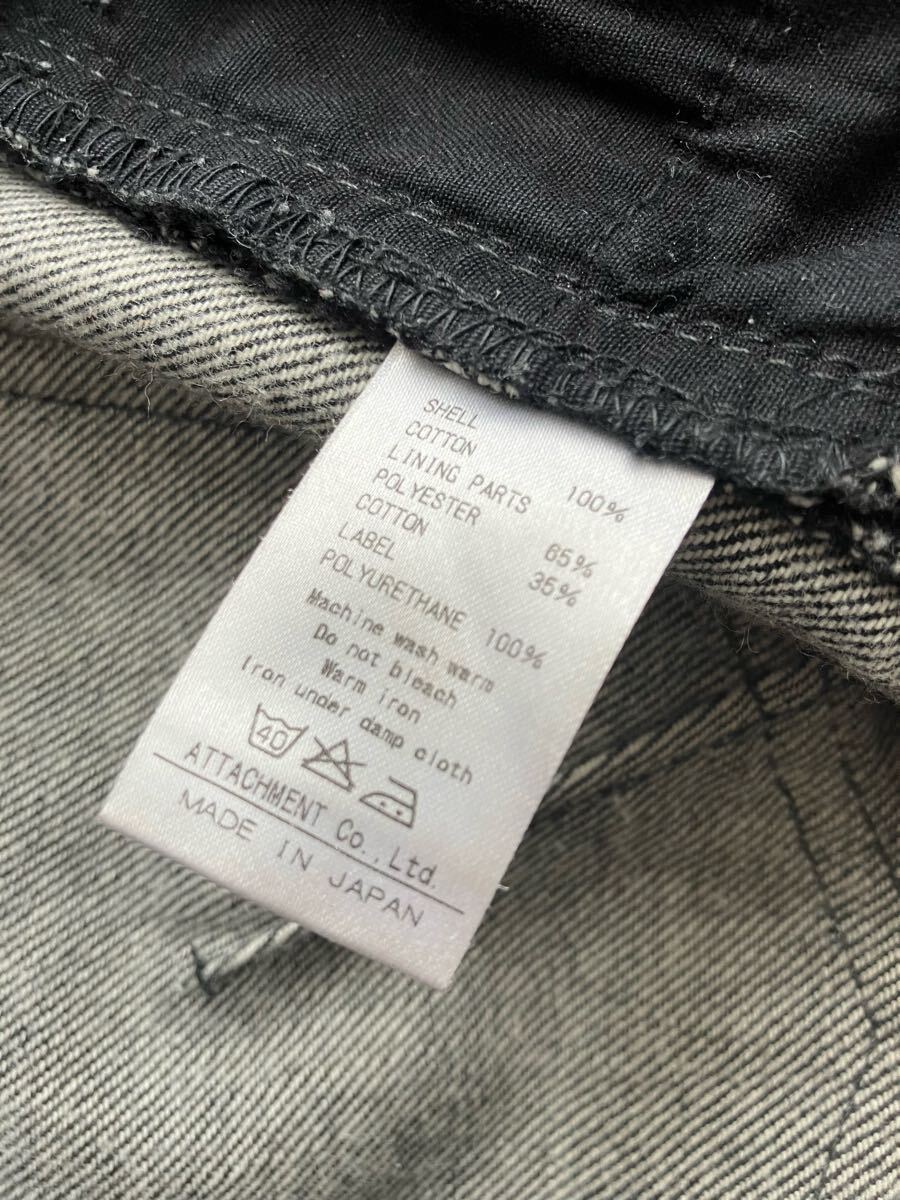 SHELL
COTTON 100%
LINING PARTS
POLYESTER 65%
COTTON 35%
LABEL
POLYURETHANE 100%
Machine wash warm
Do not bleach
Warm iron
Iron under damp cloth
40
ATTACHMENT Co.,Ltd.
MADE IN JAPAN